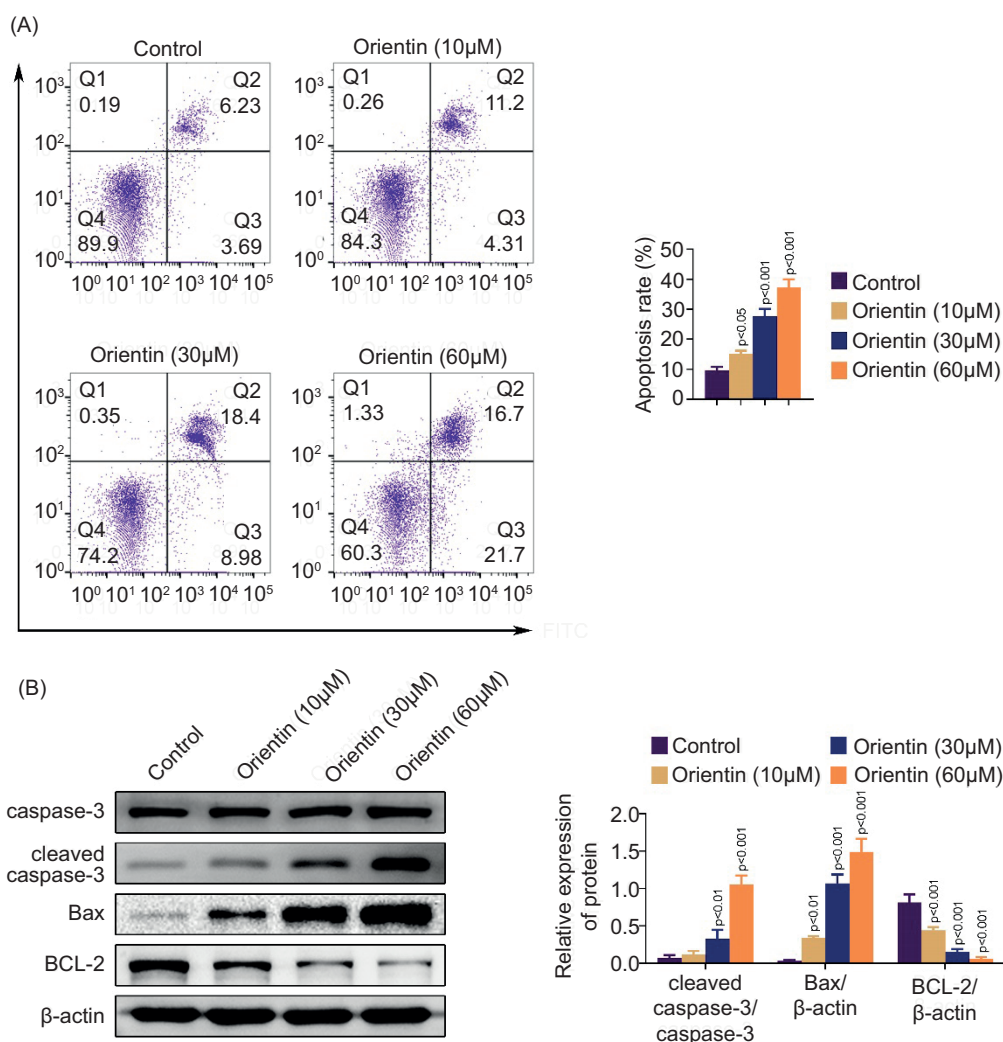 (A)
Control
Orientin (10μM)
Q1
0.19
Q2
6.23
Q4
89.9
Q3
3.69
10³
10²
10¹
10⁰
10⁰ 10¹ 10² 10³ 10⁴ 10⁵
Q1
0.26
Q2
11.2
Q4
84.3
Q3
4.31
10³
10²
10¹
10⁰
10⁰ 10¹ 10² 10³ 10⁴ 10⁵
Orientin (30μM)
Orientin (60μM)
Q1
0.35
Q2
18.4
Q4
74.2
Q3
8.98
10³
10²
10¹
10⁰
10⁰ 10¹ 10² 10³ 10⁴ 10⁵
Q1
1.33
Q2
16.7
Q4
60.3
Q3
21.7
10³
10²
10¹
10⁰
10⁰ 10¹ 10² 10³ 10⁴ 10⁵
FITC
Apoptosis rate (%)
50
40
30
20
10
0
p<0.05
p<0.001
p<0.001
Control
Orientin (10μM)
Orientin (30μM)
Orientin (60μM)
(B)
Control
Orientin (10μM)
Orientin (30μM)
Orientin (60μM)
caspase-3
cleaved
caspase-3
Bax
BCL-2
β-actin
Control
Orientin (10μM)
Orientin (30μM)
Orientin (60μM)
Relative expression
of protein
2.0
1.5
1.0
0.5
0.0
p<0.01
p<0.001
p<0.01
p<0.001
p<0.001
p<0.001
p<0.001
p<0.001
cleaved
caspase-3/
caspase-3
Bax/
β-actin
BCL-2/
β-actin